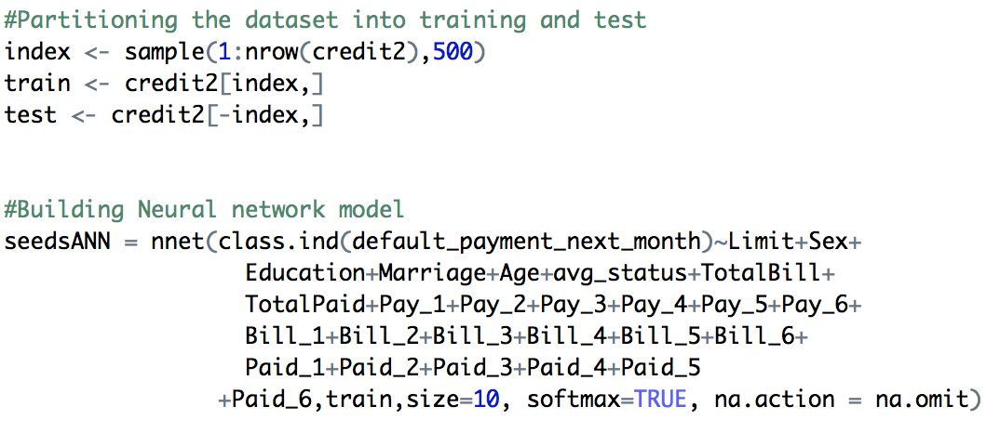 #Partitioning the dataset into training and test
index <- sample(1:nrow(credit2),500)
train <- credit2[index,]
test <- credit2[-index,]
#Building Neural network model
seedsANN = nnet(class.ind(default_payment_next_month)~Limit+Sex+
Education+Marriage+Age+avg_status+TotalBill+
TotalPaid+Pay_1+Pay_2+Pay_3+Pay_4+Pay_5+Pay_6+
Bill_1+Bill_2+Bill_3+Bill_4+Bill_5+Bill_6+
Paid_1+Paid_2+Paid_3+Paid_4+Paid_5
+Paid_6,train,size=10, softmax=TRUE, na.action = na.omit)